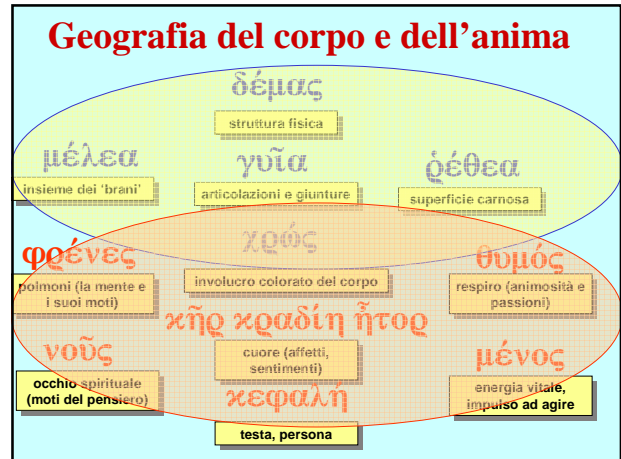 Geografia del corpo e dell'anima
δέμας
struttura fisica
μέλεα
insieme dei 'brani'
γυῖα
articolazioni e giunture
ῥέθεα
superficie carnosa
χρώς
involucro colorato del corpo
φρένες
polmoni (la mente e
i suoi moti)
θυμός
respiro (animosità e
passioni)
κῆρ κραδίη ἦτορ
cuore (affetti,
sentimenti)
νοῦς
occhio spirituale
(moti del pensiero)
μένος
energia vitale,
impulso ad agire
κεφαλή
testa, persona